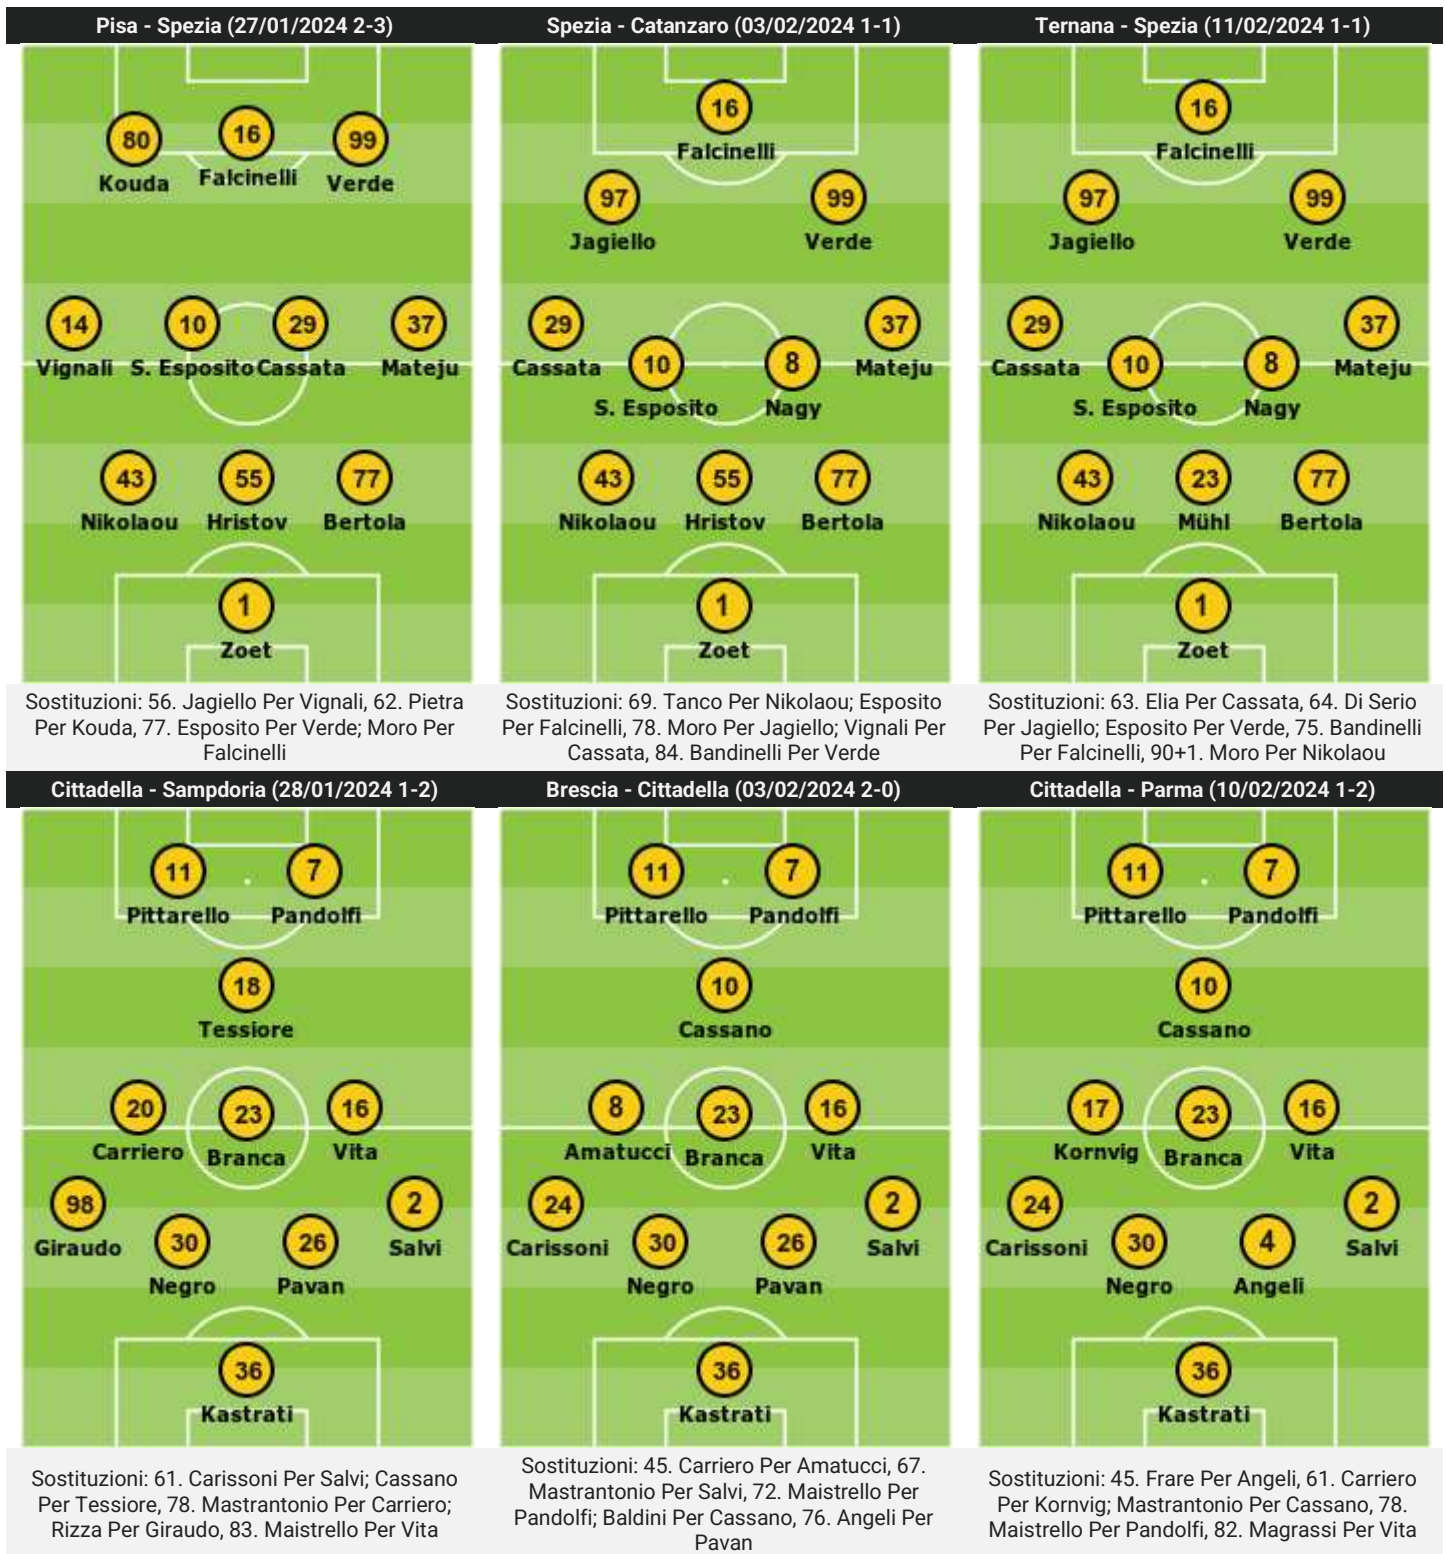 Pisa - Spezia (27/01/2024 2-3)
80
16
99
Kouda
Falcinelli
Verde
14
10
29
37
Vignali
S. Esposito
Cassata
Mateju
43
55
77
Nikolaou
Hristov
Bertola
1
Zoet
Sostituzioni: 56. Jagiello Per Vignali, 62. Pietra
Per Kouda, 77. Esposito Per Verde; Moro Per
Falcinelli
Spezia - Catanzaro (03/02/2024 1-1)
16
Falcinelli
97
99
Jagiello
Verde
29
37
Cassata
Mateju
10
8
S. Esposito
Nagy
43
55
77
Nikolaou
Hristov
Bertola
1
Zoet
Sostituzioni: 69. Tanco Per Nikolaou; Esposito
Per Falcinelli, 78. Moro Per Jagiello; Vignali Per
Cassata, 84. Bandinelli Per Verde
Ternana - Spezia (11/02/2024 1-1)
16
Falcinelli
97
99
Jagiello
Verde
29
37
Cassata
Mateju
10
8
S. Esposito
Nagy
43
23
77
Nikolaou
Mühl
Bertola
1
Zoet
Sostituzioni: 63. Elia Per Cassata, 64. Di Serio
Per Jagiello; Esposito Per Verde, 75. Bandinelli
Per Falcinelli, 90+1. Moro Per Nikolaou
Cittadella - Sampdoria (28/01/2024 1-2)
11
7
Pittarello
Pandolfi
18
Tessiore
20
23
16
Carriero
Branca
Vita
98
2
Giraudo
Salvi
30
26
Negro
Pavan
36
Kastrati
Sostituzioni: 61. Carissoni Per Salvi; Cassano
Per Tessiore, 78. Mastrantonio Per Carriero;
Rizza Per Giraudo, 83. Maistrello Per Vita
Brescia - Cittadella (03/02/2024 2-0)
11
7
Pittarello
Pandolfi
10
Cassano
8
23
16
Amatucci
Branca
Vita
24
2
Carissoni
Salvi
30
26
Negro
Pavan
36
Kastrati
Sostituzioni: 45. Carriero Per Amatucci, 67.
Mastrantonio Per Salvi, 72. Maistrello Per
Pandolfi; Baldini Per Cassano, 76. Angeli Per
Pavan
Cittadella - Parma (10/02/2024 1-2)
11
7
Pittarello
Pandolfi
10
Cassano
17
23
16
Kornvig
Branca
Vita
24
2
Carissoni
Salvi
30
4
Negro
Angeli
36
Kastrati
Sostituzioni: 45. Frare Per Angeli, 61. Carriero
Per Kornvig; Mastrantonio Per Cassano, 78.
Maistrello Per Pandolfi, 82. Magrassi Per Vita